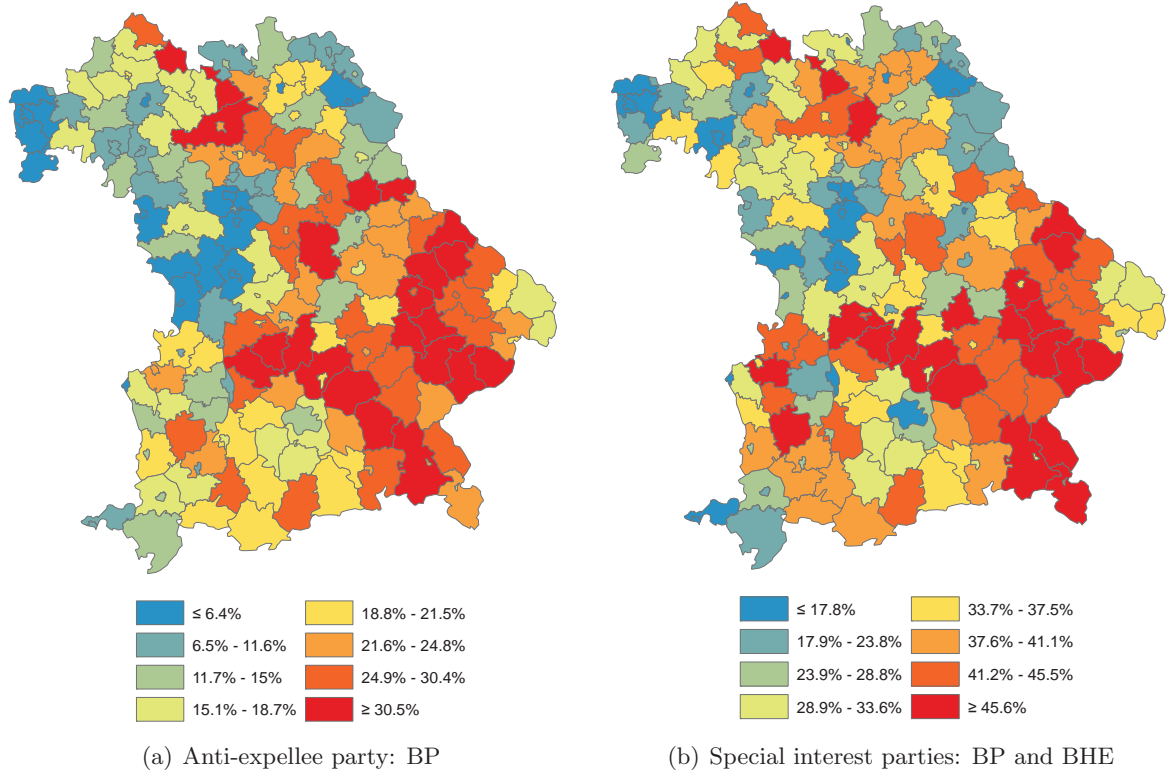 ≤ 6.4%
6.5% - 11.6%
11.7% - 15%
15.1% - 18.7%
18.8% - 21.5%
21.6% - 24.8%
24.9% - 30.4%
≥ 30.5%
(a) Anti-expellee party: BP
≤ 17.8%
17.9% - 23.8%
23.9% - 28.8%
28.9% - 33.6%
33.7% - 37.5%
37.6% - 41.1%
41.2% - 45.5%
≥ 45.6%
(b) Special interest parties: BP and BHE